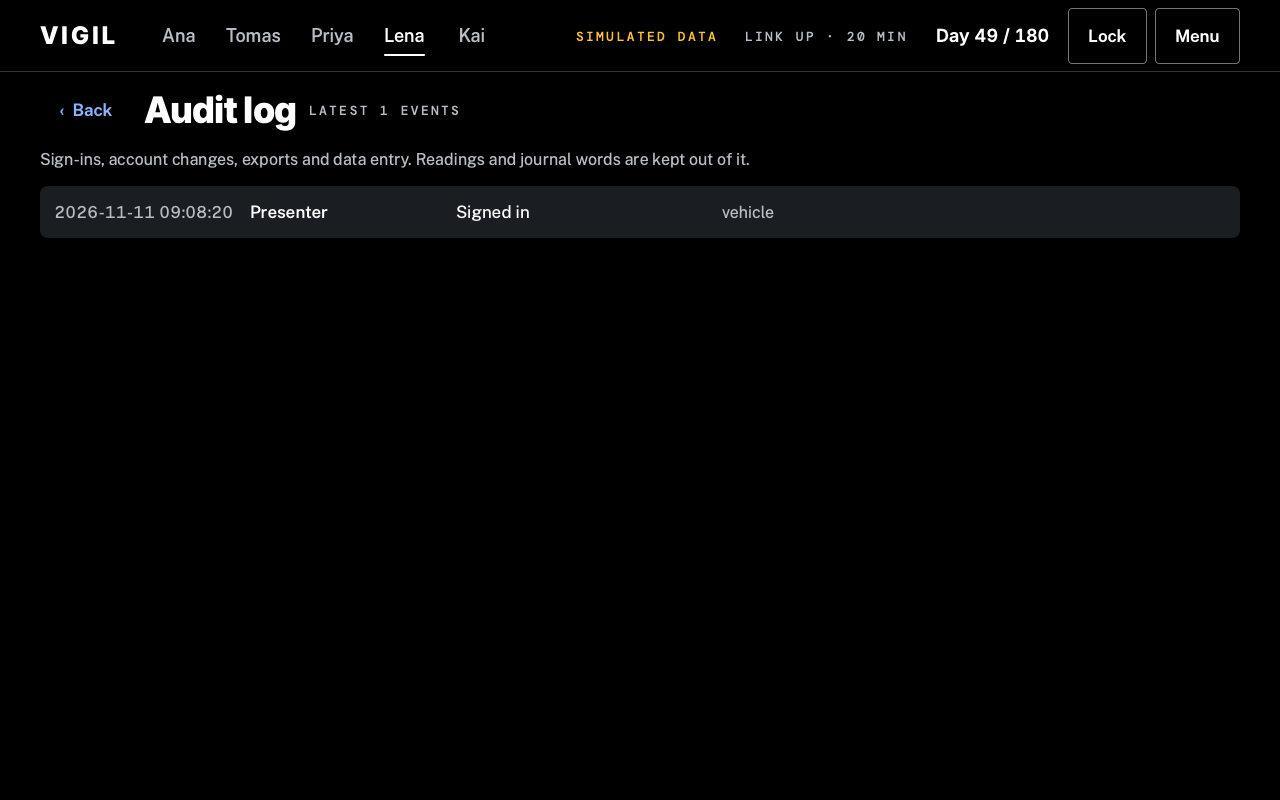 VIGIL Ana Tomas Priya Lena Kai SIMULATED DATA LINK UP · 20 MIN Day 49 / 180 Lock Menu
‹ Back Audit log LATEST 1 EVENTS
Sign-ins, account changes, exports and data entry. Readings and journal words are kept out of it.
2026-11-11 09:08:20 Presenter Signed in vehicle